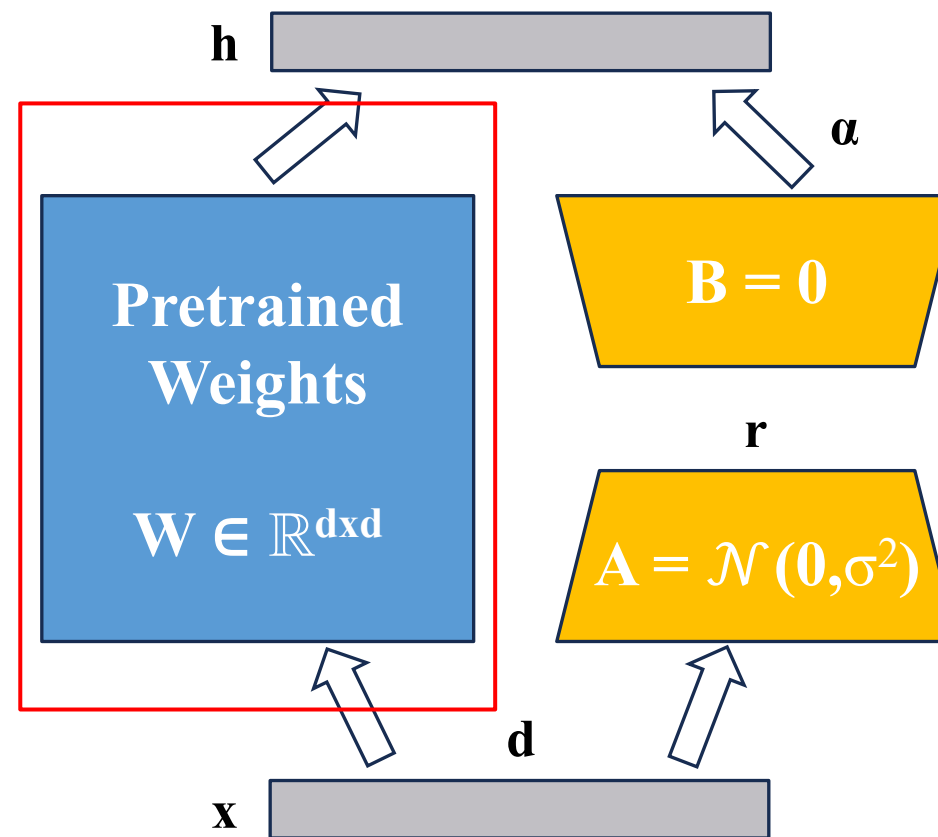 h
α
Pretrained
Weights
W ∈ ℝᵈˣᵈ
B = 0
r
A = 𝒩(0,σ²)
d
x